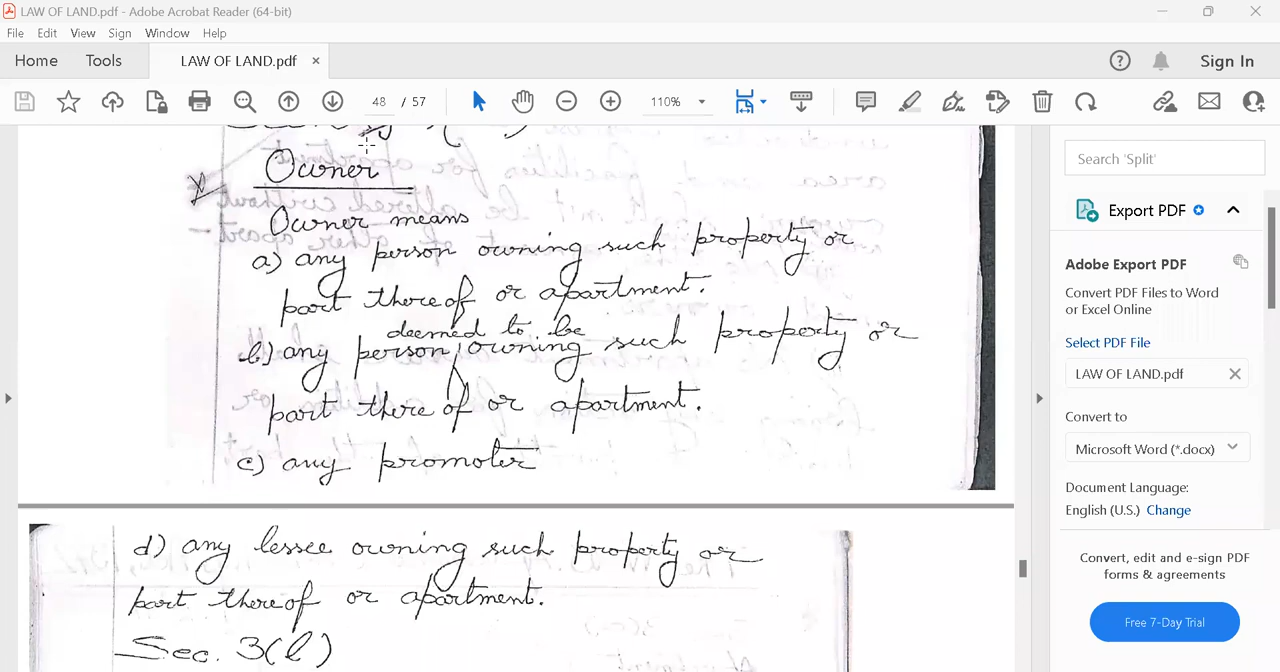 LAW OF LAND.pdf - Adobe Acrobat Reader (64-bit)
File Edit View Sign Window Help
Home Tools LAW OF LAND.pdf × Sign In
48 / 57 110%
Owner
Owner means
a) any person owning such property or
part thereof or apartment.
deemed to be
b) any person, owning such property or
part there of or apartment.
c) any promoter
d) any lessee owning such property or
part thereof or apartment.
Sec. 3(l)
Search 'Split'
Export PDF
Adobe Export PDF
Convert PDF Files to Word
or Excel Online
Select PDF File
LAW OF LAND.pdf
Convert to
Microsoft Word (*.docx)
Document Language:
English (U.S.) Change
Convert, edit and e-sign PDF
forms & agreements
Free 7-Day Trial